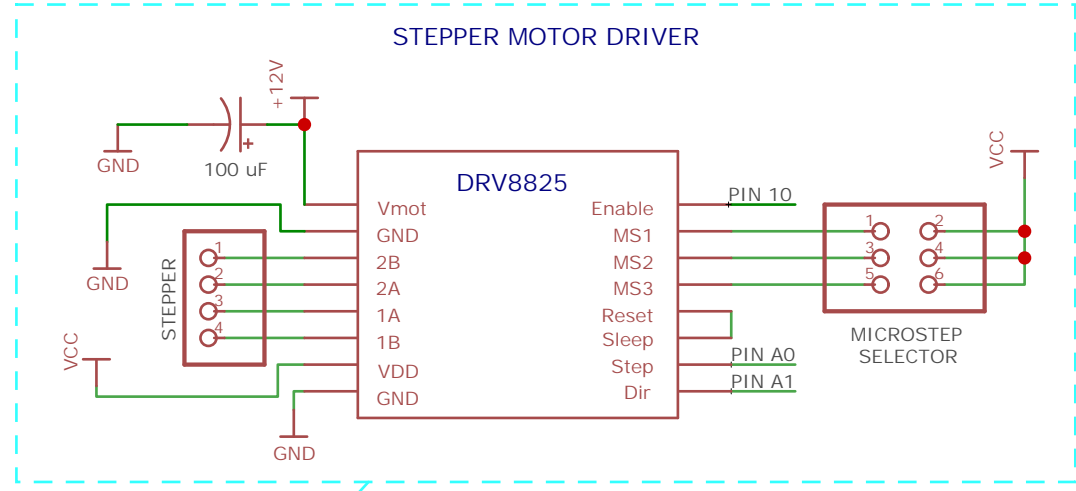 STEPPER MOTOR DRIVER
+12V
GND
100 uF
VCC
DRV8825
Vmot
GND
2B
2A
1A
1B
VDD
GND
Enable
MS1
MS2
MS3
Reset
Sleep
Step
Dir
PIN 10
PIN A0
PIN A1
GND
STEPPER
1
2
3
4
VCC
GND
1
2
3
4
5
6
MICROSTEP
SELECTOR
+